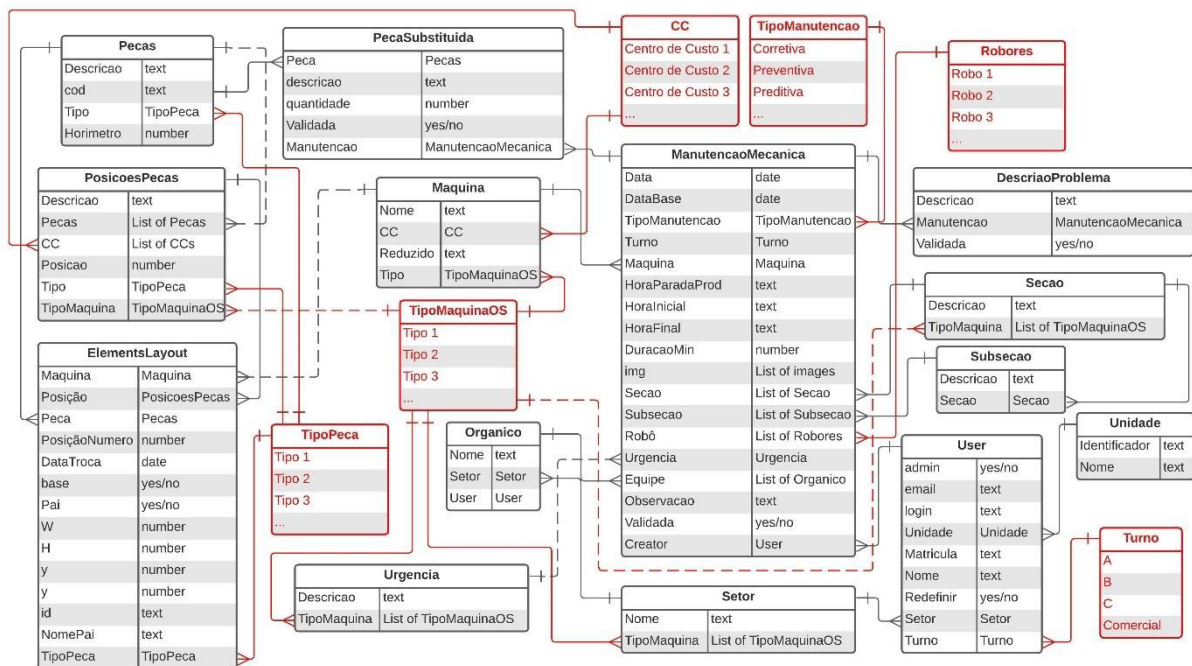 Pecas
Descricao text
cod text
Tipo TipoPeca
Horimetro number
PecaSubstituida
Peca Pecas
descricao text
quantidade number
Validada yes/no
Manutencao ManutencaoMecanica
CC
Centro de Custo 1
Centro de Custo 2
Centro de Custo 3
...
TipoManutencao
Corretiva
Preventiva
Preditiva
...
Robores
Robo 1
Robo 2
Robo 3
...
PosicoesPecas
Descricao text
Pecas List of Pecas
CC List of CCs
Posicao number
Tipo TipoPeca
TipoMaquina TipoMaquinaOS
Maquina
Nome text
CC CC
Reduzido text
Tipo TipoMaquinaOS
ManutencaoMecanica
Data date
DataBase date
TipoManutencao TipoManutencao
Turno Turno
Maquina Maquina
HoraParadaProd text
HoraInicial text
HoraFinal text
DuracaoMin number
img List of images
Secao List of Secao
Subsecao List of Subsecao
Robô List of Robores
Urgencia Urgencia
Equipe List of Organico
Observacao text
Validada yes/no
Creator User
DescriaoProblema
Descricao text
Manutencao ManutencaoMecanica
Validada yes/no
Secao
Descricao text
TipoMaquina List of TipoMaquinaOS
Subsecao
Descricao text
Secao Secao
TipoMaquinaOS
Tipo 1
Tipo 2
Tipo 3
...
ElementsLayout
Maquina Maquina
Posição PosicoesPecas
Peca Pecas
PosiçãoNumero number
DataTroca date
base yes/no
Pai yes/no
W number
H number
y number
y number
id text
NomePai text
TipoPeca TipoPeca
TipoPeca
Tipo 1
Tipo 2
Tipo 3
...
Organico
Nome text
Setor Setor
User User
Unidade
Identificador text
Nome text
User
admin yes/no
email text
login text
Unidade Unidade
Matricula text
Nome text
Redefinir yes/no
Setor Setor
Turno Turno
Turno
A
B
C
Comercial
Urgencia
Descricao text
TipoMaquina List of TipoMaquinaOS
Setor
Nome text
TipoMaquina List of TipoMaquinaOS